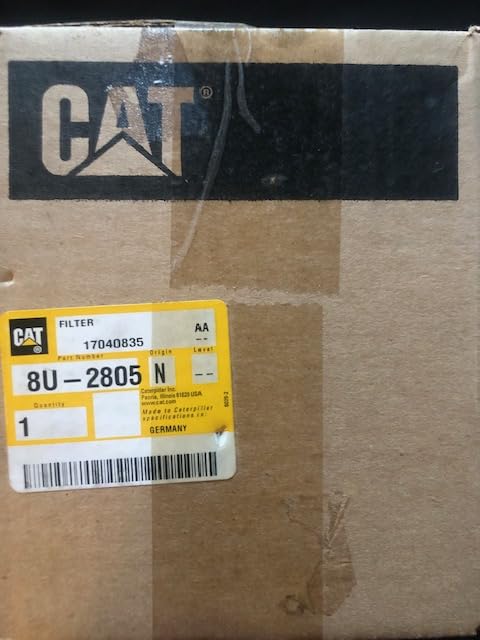 CAT®
CAT
FILTER
AA
17040835
--
Part Number
Origin
Level
8U-2805
N
--
Caterpillar Inc.
Peoria, Illinois 61629 USA
www.cat.com
Quantity
Made to Caterpillar
specifications in:
1
GERMANY